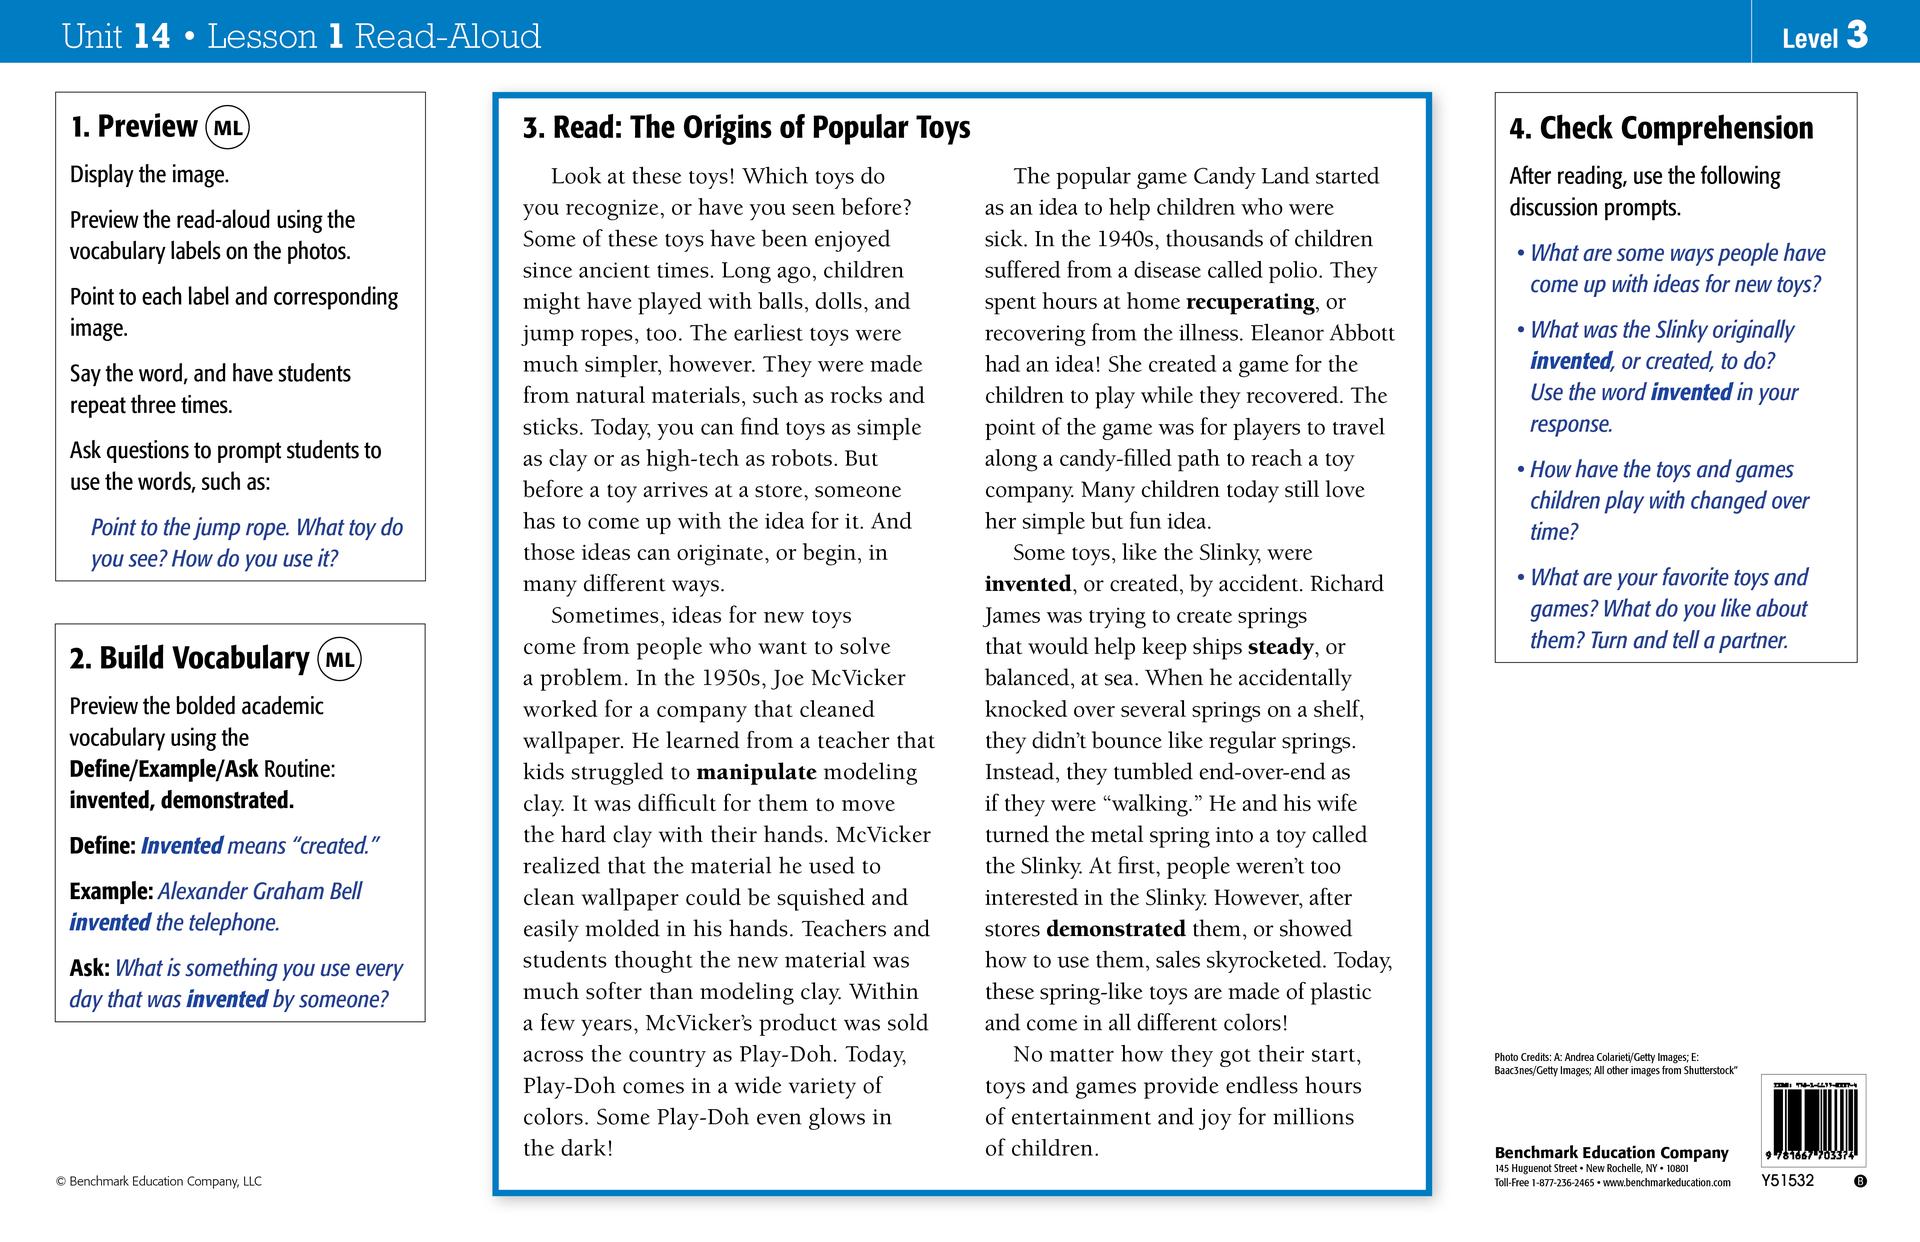 Unit 14 • Lesson 1 Read-Aloud
Level 3
1. Preview ML
Display the image.
Preview the read-aloud using the
vocabulary labels on the photos.
Point to each label and corresponding
image.
Say the word, and have students
repeat three times.
Ask questions to prompt students to
use the words, such as:
Point to the jump rope. What toy do
you see? How do you use it?
2. Build Vocabulary ML
Preview the bolded academic
vocabulary using the
Define/Example/Ask Routine:
invented, demonstrated.
Define: Invented means “created.”
Example: Alexander Graham Bell
invented the telephone.
Ask: What is something you use every
day that was invented by someone?
© Benchmark Education Company, LLC
3. Read: The Origins of Popular Toys
Look at these toys! Which toys do
you recognize, or have you seen before?
Some of these toys have been enjoyed
since ancient times. Long ago, children
might have played with balls, dolls, and
jump ropes, too. The earliest toys were
much simpler, however. They were made
from natural materials, such as rocks and
sticks. Today, you can find toys as simple
as clay or as high-tech as robots. But
before a toy arrives at a store, someone
has to come up with the idea for it. And
those ideas can originate, or begin, in
many different ways.
Sometimes, ideas for new toys
come from people who want to solve
a problem. In the 1950s, Joe McVicker
worked for a company that cleaned
wallpaper. He learned from a teacher that
kids struggled to manipulate modeling
clay. It was difficult for them to move
the hard clay with their hands. McVicker
realized that the material he used to
clean wallpaper could be squished and
easily molded in his hands. Teachers and
students thought the new material was
much softer than modeling clay. Within
a few years, McVicker’s product was sold
across the country as Play-Doh. Today,
Play-Doh comes in a wide variety of
colors. Some Play-Doh even glows in
the dark!
The popular game Candy Land started
as an idea to help children who were
sick. In the 1940s, thousands of children
suffered from a disease called polio. They
spent hours at home recuperating, or
recovering from the illness. Eleanor Abbott
had an idea! She created a game for the
children to play while they recovered. The
point of the game was for players to travel
along a candy-filled path to reach a toy
company. Many children today still love
her simple but fun idea.
Some toys, like the Slinky, were
invented, or created, by accident. Richard
James was trying to create springs
that would help keep ships steady, or
balanced, at sea. When he accidentally
knocked over several springs on a shelf,
they didn’t bounce like regular springs.
Instead, they tumbled end-over-end as
if they were “walking.” He and his wife
turned the metal spring into a toy called
the Slinky. At first, people weren’t too
interested in the Slinky. However, after
stores demonstrated them, or showed
how to use them, sales skyrocketed. Today,
these spring-like toys are made of plastic
and come in all different colors!
No matter how they got their start,
toys and games provide endless hours
of entertainment and joy for millions
of children.
4. Check Comprehension
After reading, use the following
discussion prompts.
• What are some ways people have
come up with ideas for new toys?
• What was the Slinky originally
invented, or created, to do?
Use the word invented in your
response.
• How have the toys and games
children play with changed over
time?
• What are your favorite toys and
games? What do you like about
them? Turn and tell a partner.
Photo Credits: A: Andrea Colarieti/Getty Images; E:
Baac3nes/Getty Images; All other images from Shutterstock”
Benchmark Education Company
145 Huguenot Street • New Rochelle, NY • 10801
Toll-Free 1-877-236-2465 • www.benchmarkeducation.com
9 781667 703374
Y51532
B